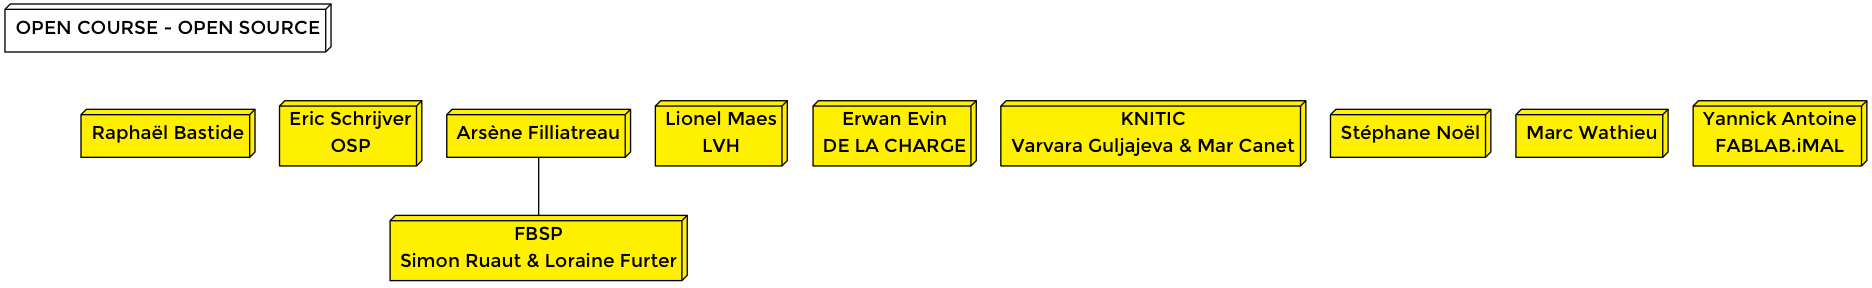 OPEN COURSE - OPEN SOURCE
Raphaël Bastide
Eric Schrijver
OSP
Arsène Filliatreau
Lionel Maes
LVH
Erwan Evin
DE LA CHARGE
KNITIC
Varvara Guljajeva & Mar Canet
Stéphane Noël
Marc Wathieu
Yannick Antoine
FABLAB.iMAL
FBSP
Simon Ruaut & Loraine Furter